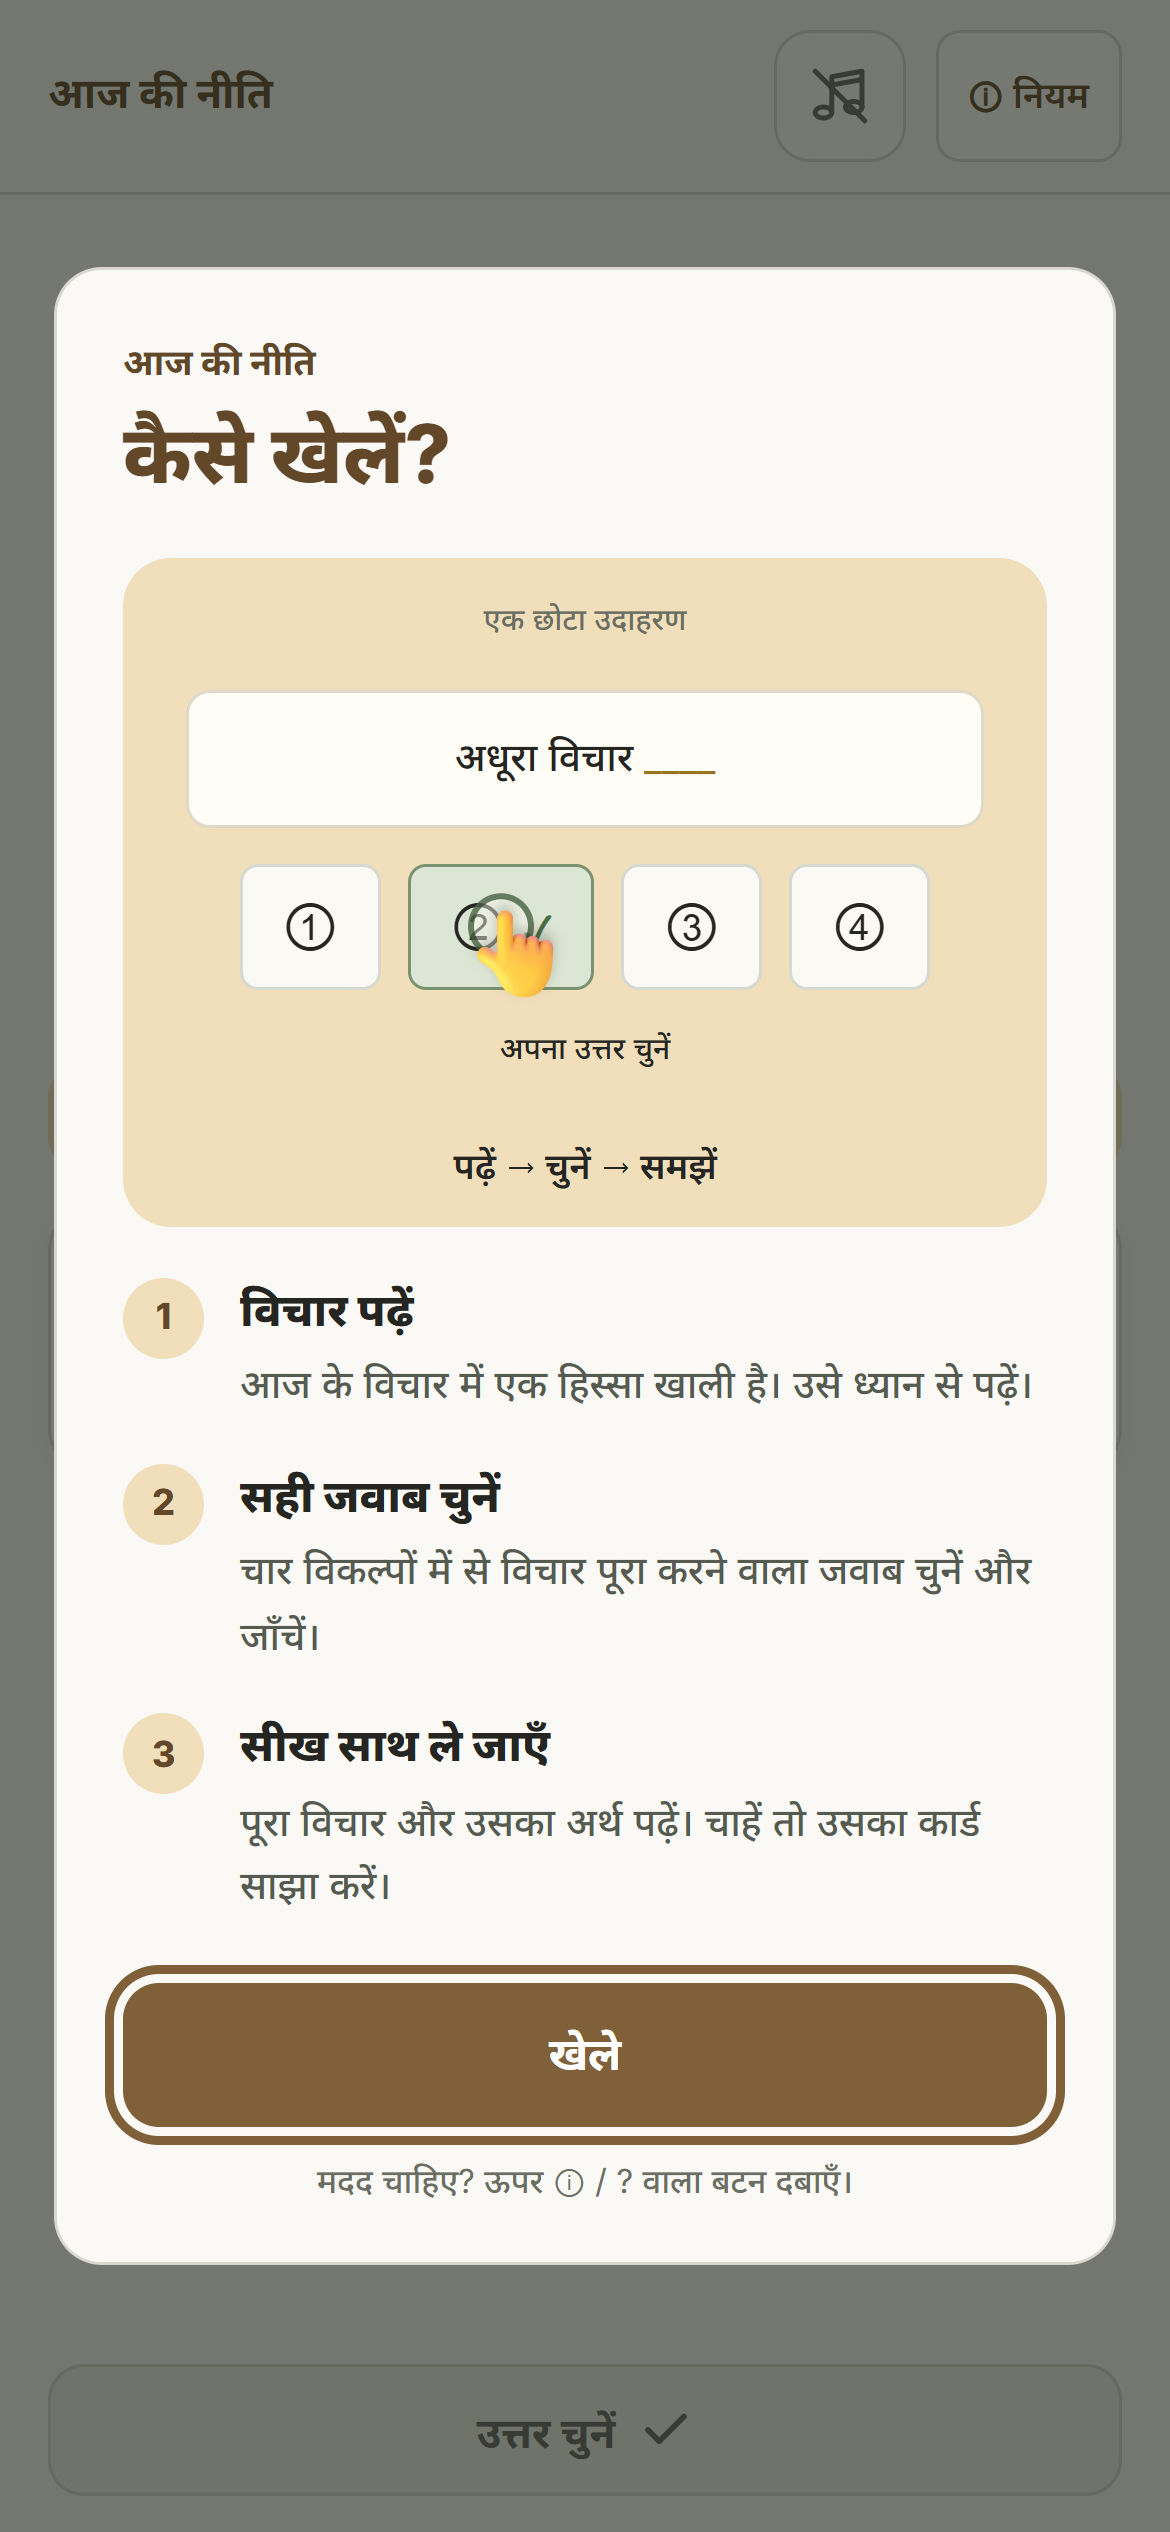 आज की नीति
ⓘ नियम
आज की नीति
कैसे खेलें?
एक छोटा उदाहरण
अधूरा विचार ____
① ② ✓ ③ ④
अपना उत्तर चुनें
पढ़ें → चुनें → समझें
1 विचार पढ़ें
आज के विचार में एक हिस्सा खाली है। उसे ध्यान से पढ़ें।
2 सही जवाब चुनें
चार विकल्पों में से विचार पूरा करने वाला जवाब चुनें और
जाँचें।
3 सीख साथ ले जाएँ
पूरा विचार और उसका अर्थ पढ़ें। चाहें तो उसका कार्ड
साझा करें।
खेले
मदद चाहिए? ऊपर ⓘ / ? वाला बटन दबाएँ।
उत्तर चुनें ✓